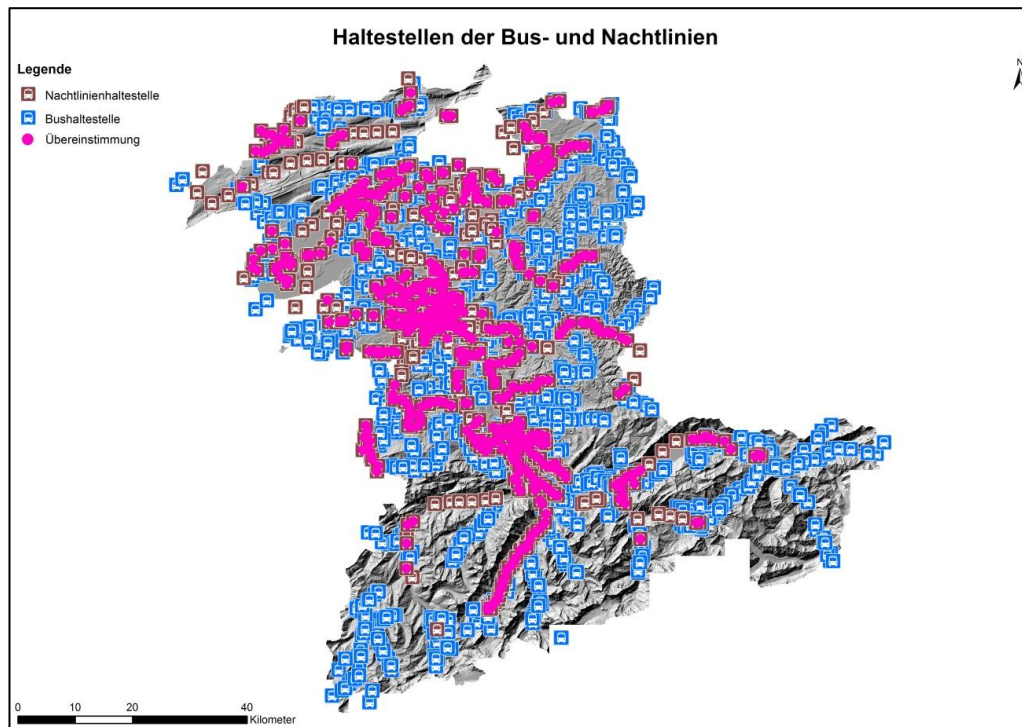 Haltestellen der Bus- und Nachtlinien
Legende
Nachtlinienhaltestelle
Bushaltestelle
Übereinstimmung
N
0 10 20 40
Kilometer